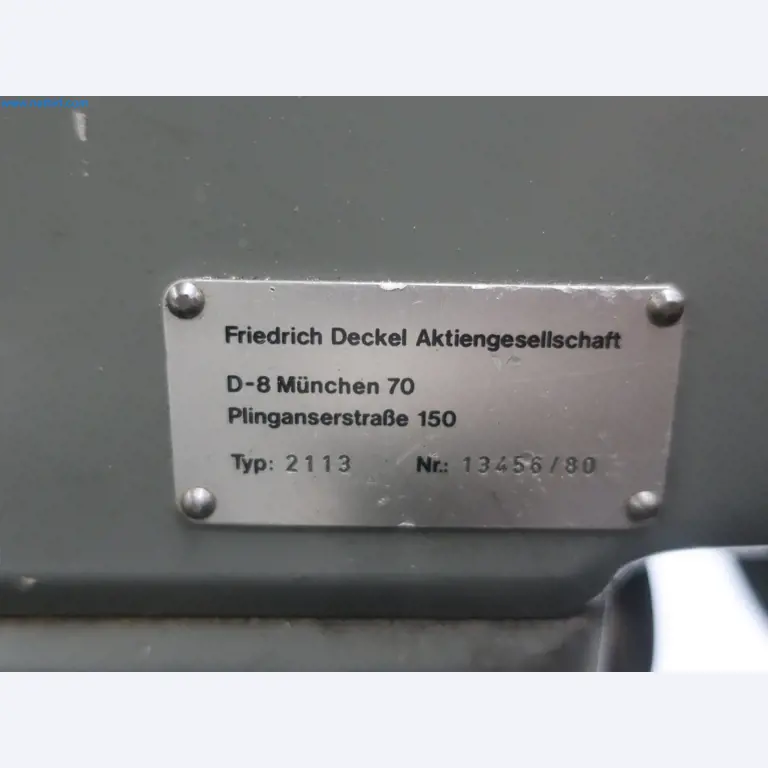 Friedrich Deckel Aktiengesellschaft
D-8 München 70
Plinganserstraße 150
Typ: 2113 Nr.: 13456/80